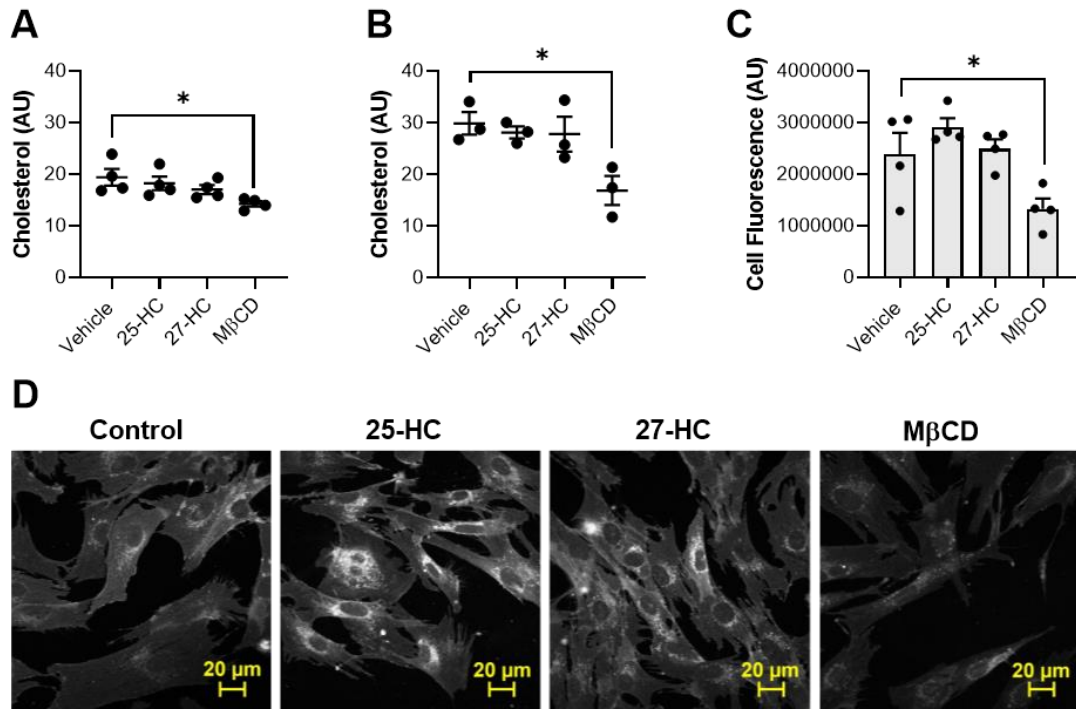 A
Cholesterol (AU)
40
30
20
10
0
*
Vehicle
25-HC
27-HC
MβCD
B
Cholesterol (AU)
40
30
20
10
0
*
Vehicle
25-HC
27-HC
MβCD
C
Cell Fluorescence (AU)
4000000
3000000
2000000
1000000
0
*
Vehicle
25-HC
27-HC
MβCD
D
Control
25-HC
27-HC
MβCD
20 µm
20 µm
20 µm
20 µm